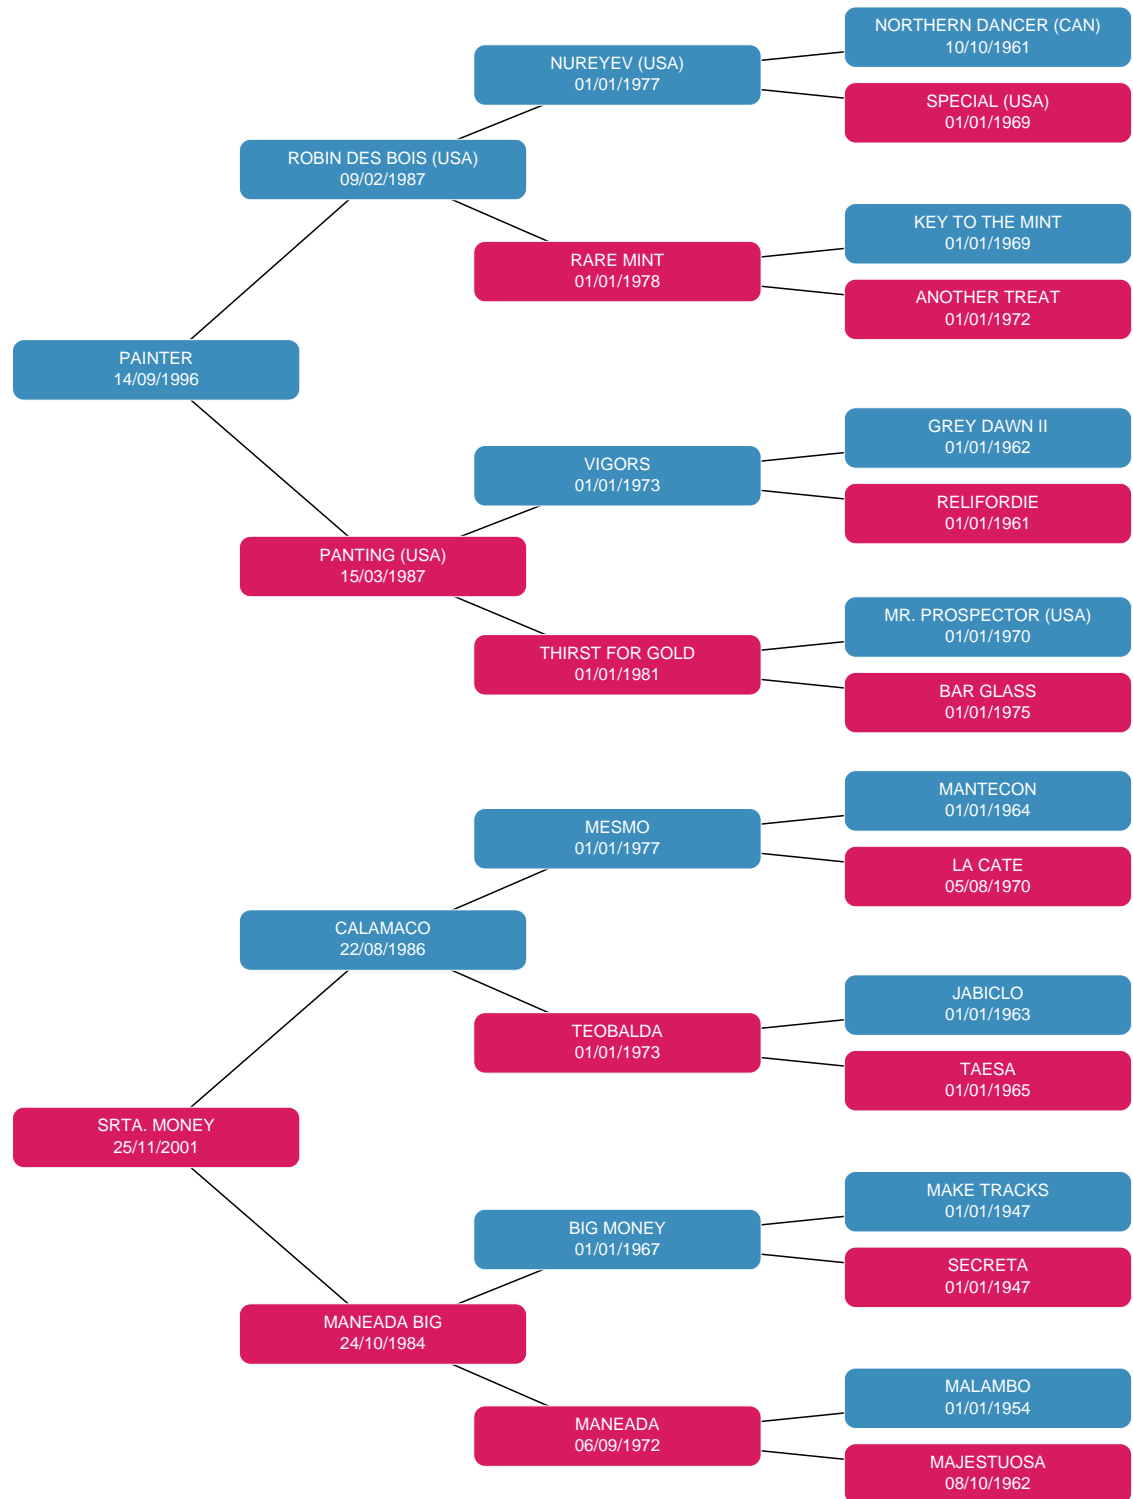 NORTHERN DANCER (CAN)
10/10/1961
NUREYEV (USA)
01/01/1977
SPECIAL (USA)
01/01/1969
ROBIN DES BOIS (USA)
09/02/1987
KEY TO THE MINT
01/01/1969
RARE MINT
01/01/1978
ANOTHER TREAT
01/01/1972
PAINTER
14/09/1996
GREY DAWN II
01/01/1962
VIGORS
01/01/1973
RELIFORDIE
01/01/1961
PANTING (USA)
15/03/1987
MR. PROSPECTOR (USA)
01/01/1970
THIRST FOR GOLD
01/01/1981
BAR GLASS
01/01/1975
MANTECON
01/01/1964
MESMO
01/01/1977
LA CATE
05/08/1970
CALAMACO
22/08/1986
JABICLO
01/01/1963
TEOBALDA
01/01/1973
TAESA
01/01/1965
SRTA. MONEY
25/11/2001
MAKE TRACKS
01/01/1947
BIG MONEY
01/01/1967
SECRETA
01/01/1947
MANEADA BIG
24/10/1984
MALAMBO
01/01/1954
MANEADA
06/09/1972
MAJESTUOSA
08/10/1962